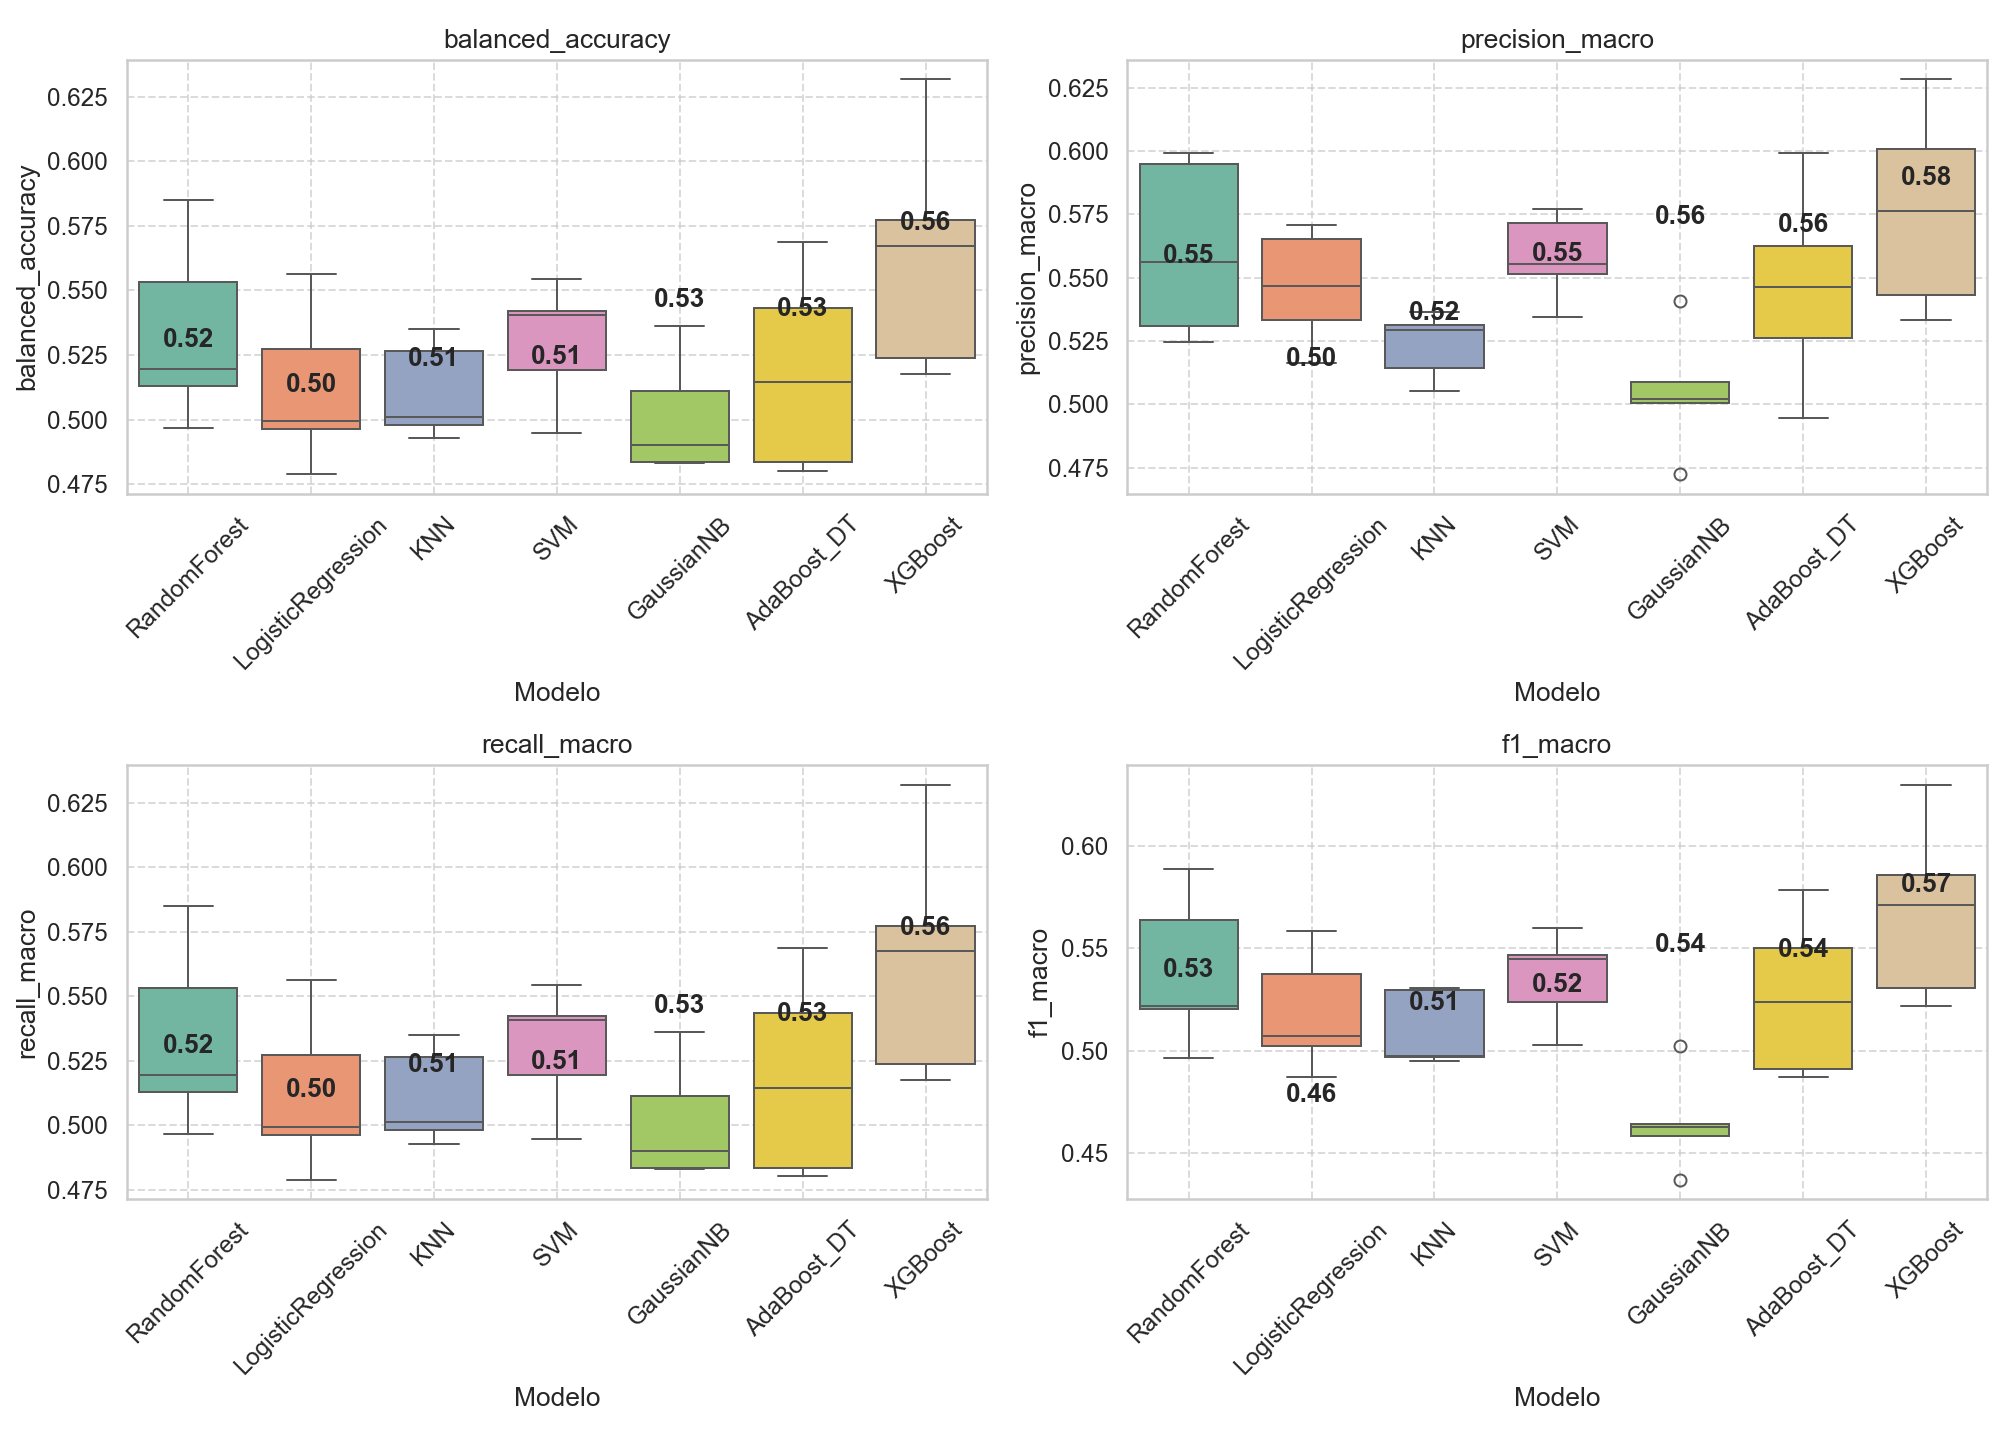 balanced_accuracy
balanced_accuracy
0.625
0.600
0.575
0.550
0.525
0.500
0.475
0.52
0.50
0.51
0.51
0.53
0.53
0.56
RandomForest
LogisticRegression
KNN
SVM
GaussianNB
AdaBoost_DT
XGBoost
Modelo
precision_macro
precision_macro
0.625
0.600
0.575
0.550
0.525
0.500
0.475
0.55
0.50
0.52
0.55
0.56
0.56
0.58
RandomForest
LogisticRegression
KNN
SVM
GaussianNB
AdaBoost_DT
XGBoost
Modelo
recall_macro
recall_macro
0.625
0.600
0.575
0.550
0.525
0.500
0.475
0.52
0.50
0.51
0.51
0.53
0.53
0.56
RandomForest
LogisticRegression
KNN
SVM
GaussianNB
AdaBoost_DT
XGBoost
Modelo
f1_macro
f1_macro
0.60
0.55
0.50
0.45
0.53
0.46
0.51
0.52
0.54
0.54
0.57
RandomForest
LogisticRegression
KNN
SVM
GaussianNB
AdaBoost_DT
XGBoost
Modelo